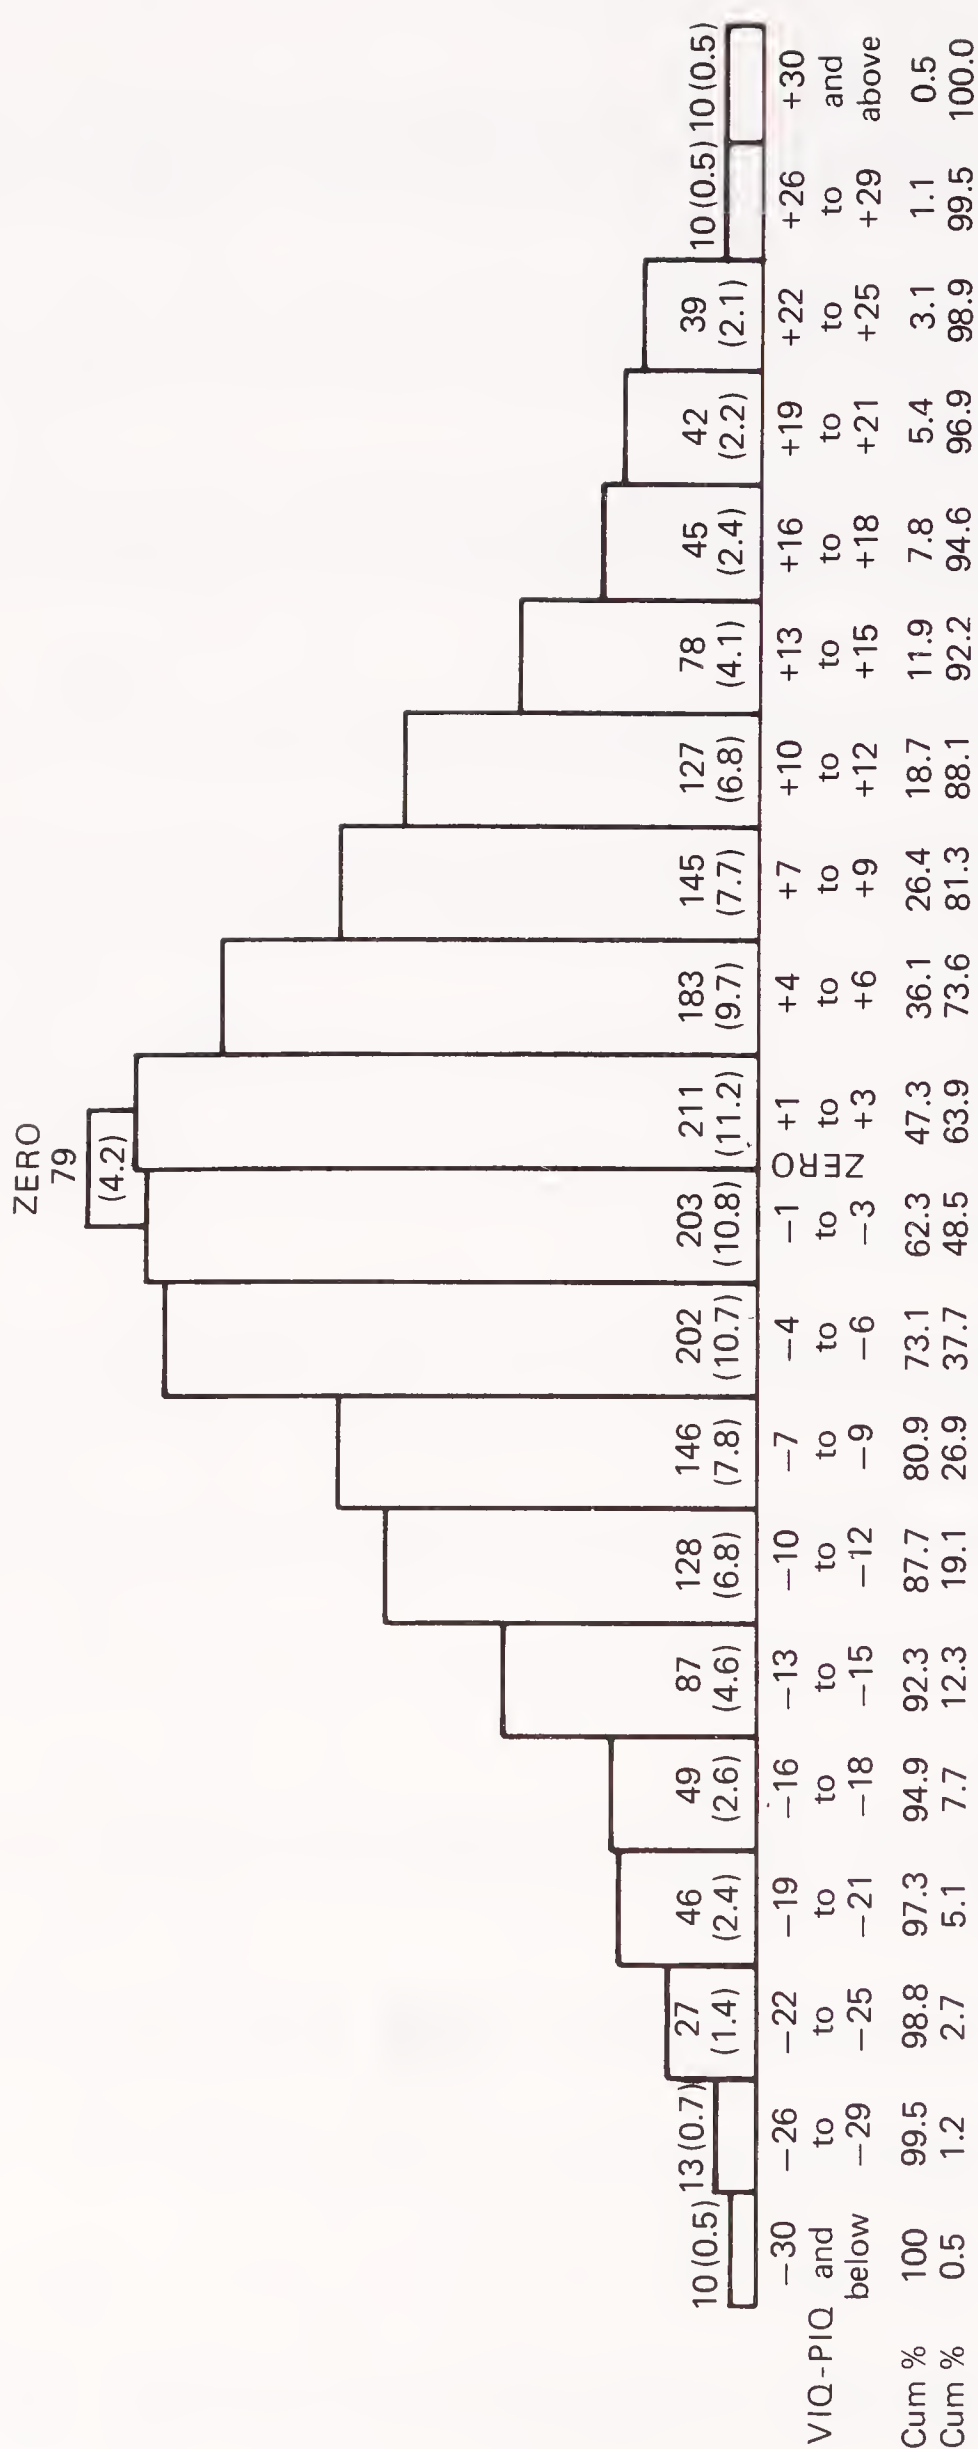 ZERO
79
(4.2)
10 (0.5) 13 (0.7) 27 46 49 87 128 146 202 203 211 183 145 127 78 45 42 39 10 (0.5) 10 (0.5)
(1.4) (2.4) (2.6) (4.6) (6.8) (7.8) (10.7) (10.8) (11.2) (9.7) (7.7) (6.8) (4.1) (2.4) (2.2) (2.1)
−30 −26 −22 −19 −16 −13 −10 −7 −4 −1 ZERO +1 +4 +7 +10 +13 +16 +19 +22 +26 +30
VIQ-PIQ and to to to to to to to to to to to to to to to to to to and
below −29 −25 −21 −18 −15 −12 −9 −6 −3 +3 +6 +9 +12 +15 +18 +21 +25 +29 above
Cum % 100 99.5 98.8 97.3 94.9 92.3 87.7 80.9 73.1 62.3 47.3 36.1 26.4 18.7 11.9 7.8 5.4 3.1 1.1 0.5
Cum % 0.5 1.2 2.7 5.1 7.7 12.3 19.1 26.9 37.7 48.5 63.9 73.6 81.3 88.1 92.2 94.6 96.9 98.9 99.5 100.0